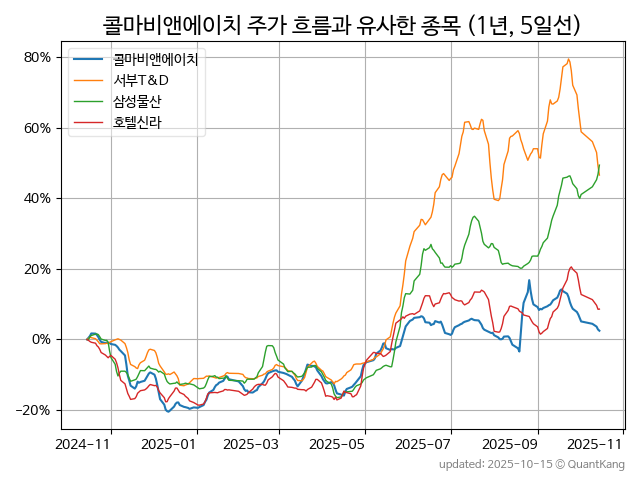 콜마비앤에이치 주가 흐름과 유사한 종목 (1년, 5일선)
콜마비앤에이치
서부T&D
삼성물산
호텔신라
80%
60%
40%
20%
0%
−20%
2024-11 2025-01 2025-03 2025-05 2025-07 2025-09 2025-11
updated: 2025-10-15 © QuantKang